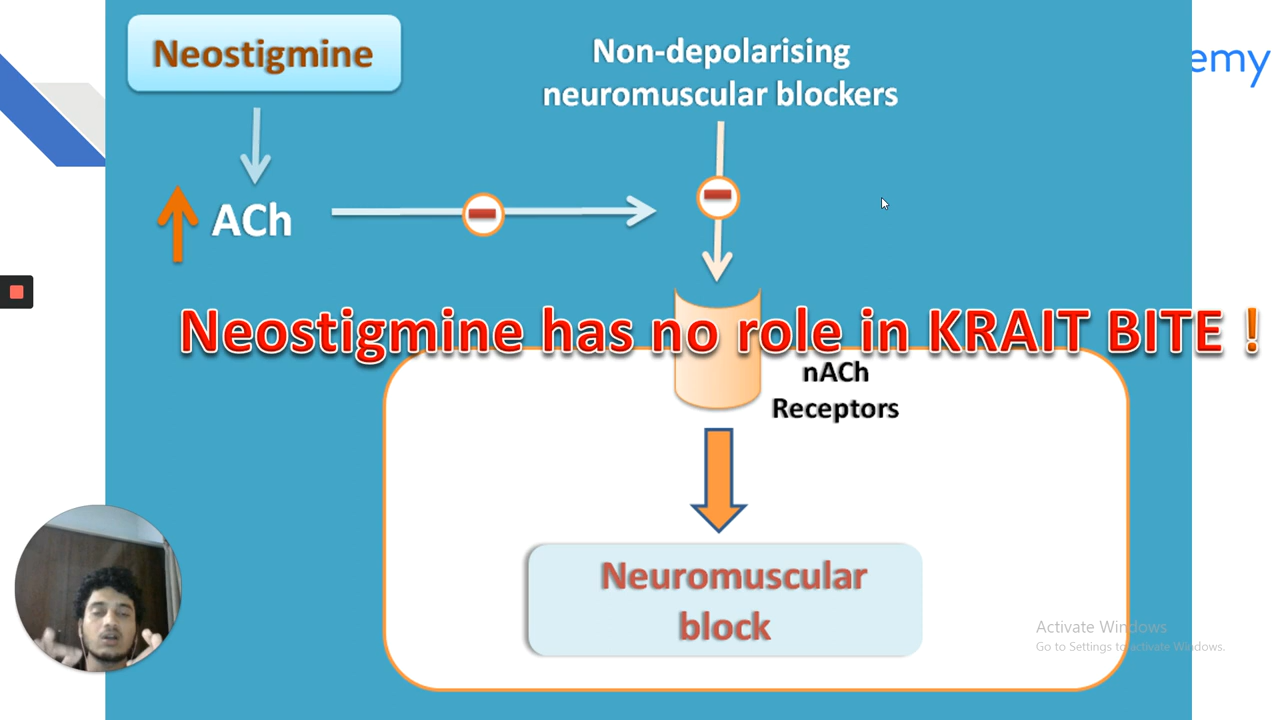 Neostigmine
Non-depolarising
neuromuscular blockers
emy
ACh
Neostigmine has no role in KRAIT BITE !
nACh
Receptors
Neuromuscular
block
Activate Windows
Go to Settings to activate Windows.